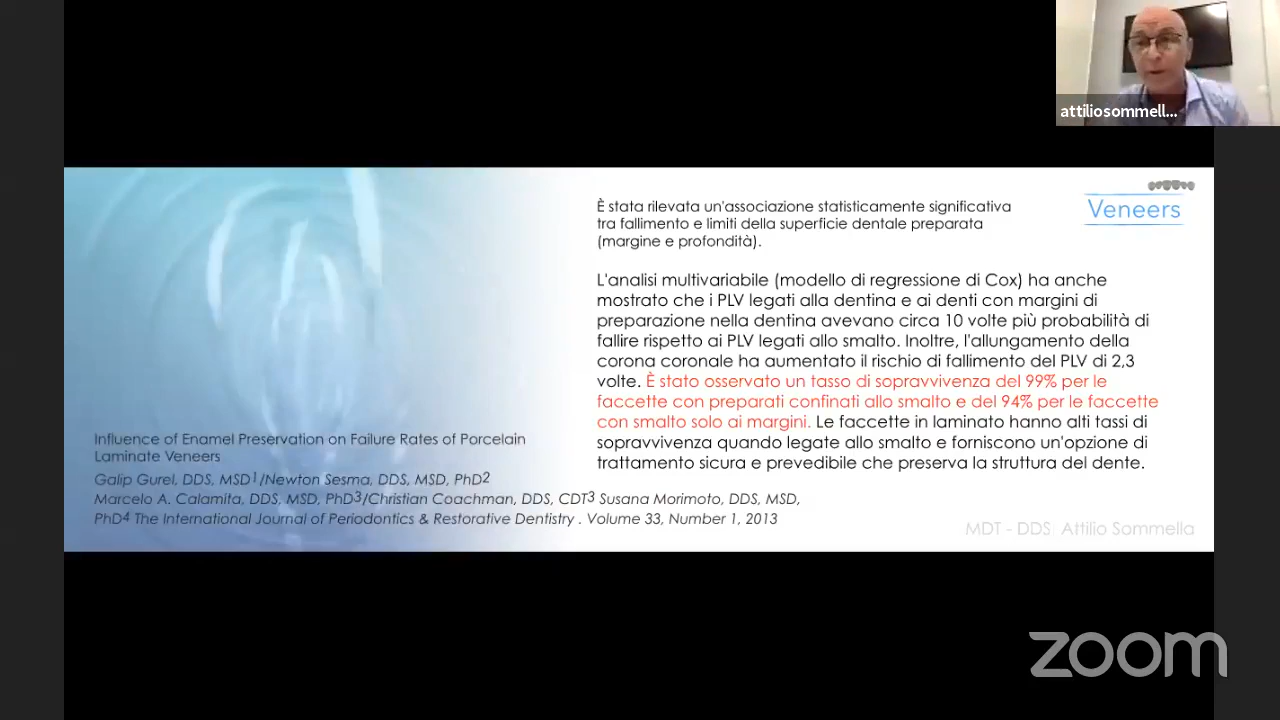 attiliosommell...
Veneers
È stata rilevata un'associazione statisticamente significativa
tra fallimento e limiti della superficie dentale preparata
(margine e profondità).
L'analisi multivariabile (modello di regressione di Cox) ha anche
mostrato che i PLV legati alla dentina e ai denti con margini di
preparazione nella dentina avevano circa 10 volte più probabilità di
fallire rispetto ai PLV legati allo smalto. Inoltre, l'allungamento della
corona coronale ha aumentato il rischio di fallimento del PLV di 2,3
volte. È stato osservato un tasso di sopravvivenza del 99% per le
faccette con preparati confinati allo smalto e del 94% per le faccette
con smalto solo ai margini. Le faccette in laminato hanno alti tassi di
sopravvivenza quando legate allo smalto e forniscono un'opzione di
trattamento sicura e prevedibile che preserva la struttura del dente.
Influence of Enamel Preservation on Failure Rates of Porcelain
Laminate Veneers
Galip Gurel, DDS, MSD1/Newton Sesma, DDS, MSD, PhD2
Marcelo A. Calamita, DDS, MSD, PhD3/Christian Coachman, DDS, CDT3 Susana Morimoto, DDS, MSD,
PhD4 The International Journal of Periodontics & Restorative Dentistry . Volume 33, Number 1, 2013
MDT - DDS Attilio Sommella
zoom